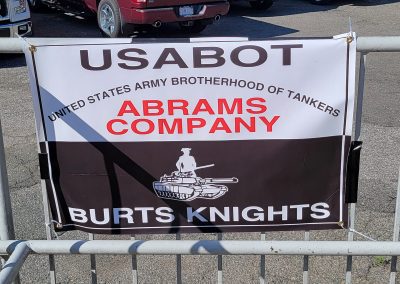 USABOT
UNITED STATES ARMY BROTHERHOOD OF TANKERS
ABRAMS
COMPANY
BURTS KNIGHTS